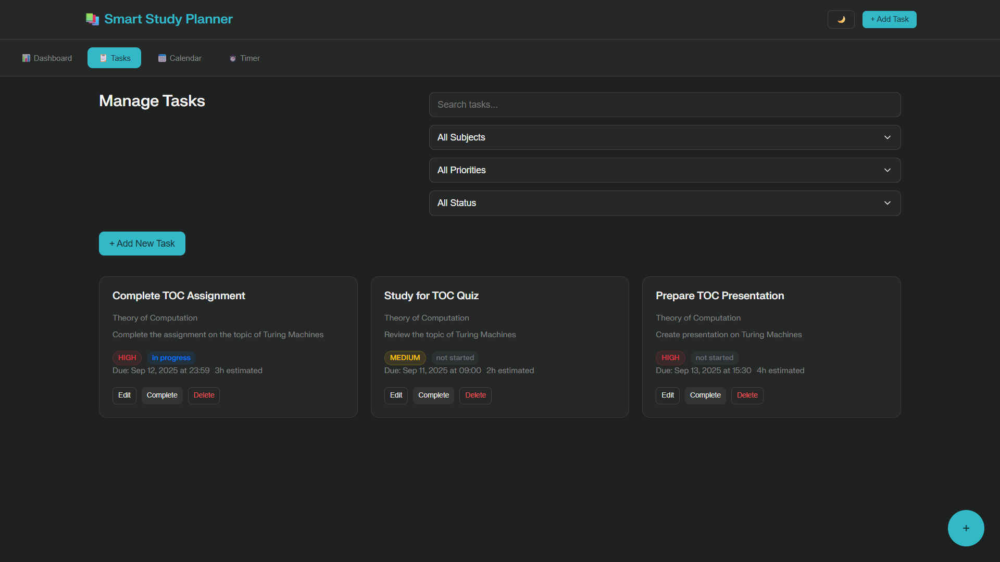 Smart Study Planner
+ Add Task
Dashboard
Tasks
Calendar
Timer
Manage Tasks
Search tasks...
All Subjects
All Priorities
All Status
+ Add New Task
Complete TOC Assignment
Theory of Computation
Complete the assignment on the topic of Turing Machines
HIGH in progress
Due: Sep 12, 2025 at 23:59 3h estimated
Edit Complete Delete
Study for TOC Quiz
Theory of Computation
Review the topic of Turing Machines
MEDIUM not started
Due: Sep 11, 2025 at 09:00 2h estimated
Edit Complete Delete
Prepare TOC Presentation
Theory of Computation
Create presentation on Turing Machines
HIGH not started
Due: Sep 13, 2025 at 15:30 4h estimated
Edit Complete Delete
+